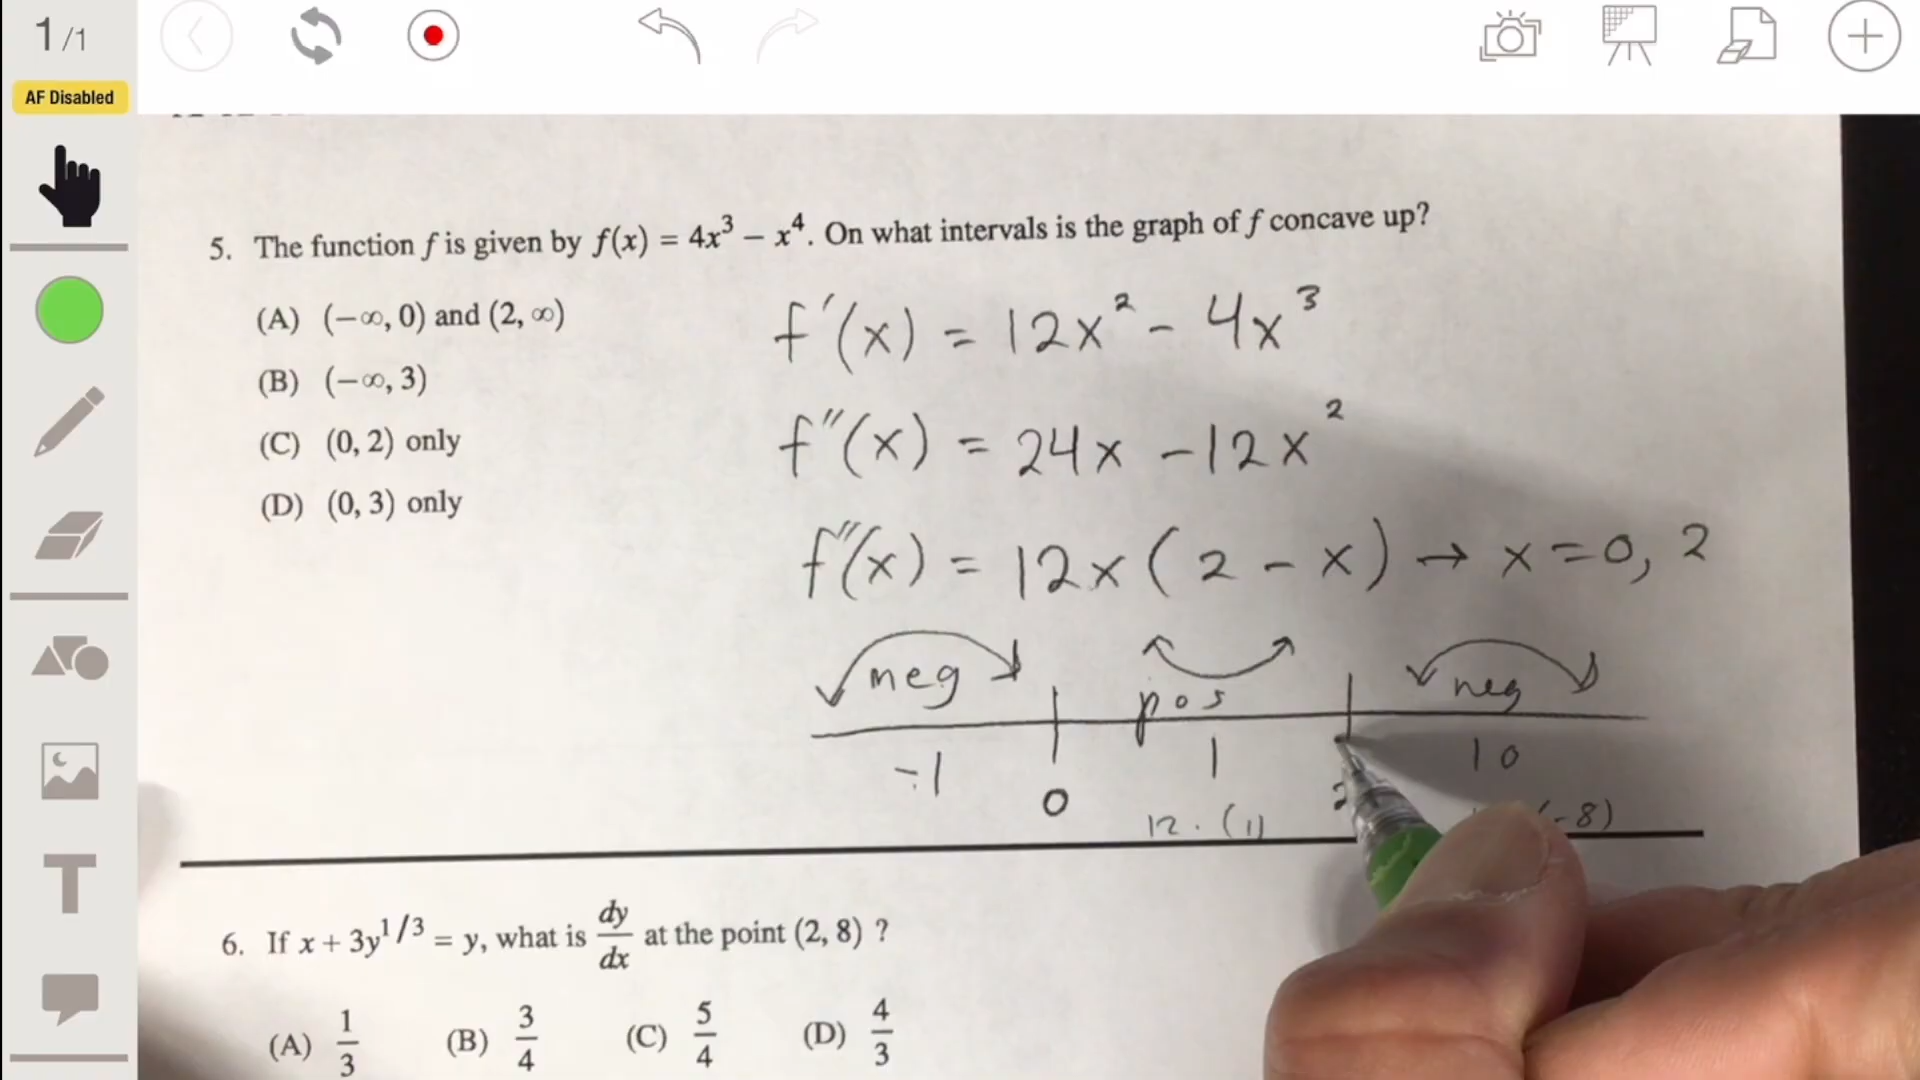 1/1
AF Disabled
5. The function f is given by f(x) = 4x³ − x⁴. On what intervals is the graph of f concave up?
(A) (−∞, 0) and (2, ∞)
(B) (−∞, 3)
(C) (0, 2) only
(D) (0, 3) only
f'(x) = 12x² - 4x³
f''(x) = 24x - 12x²
f''(x) = 12x(2 - x) → x = 0, 2
neg pos neg
-1 0 1 2 10
12 · (1) (-8)
6. If x + 3y^1/3 = y, what is dy/dx at the point (2, 8) ?
(A) 1/3 (B) 3/4 (C) 5/4 (D) 4/3
T